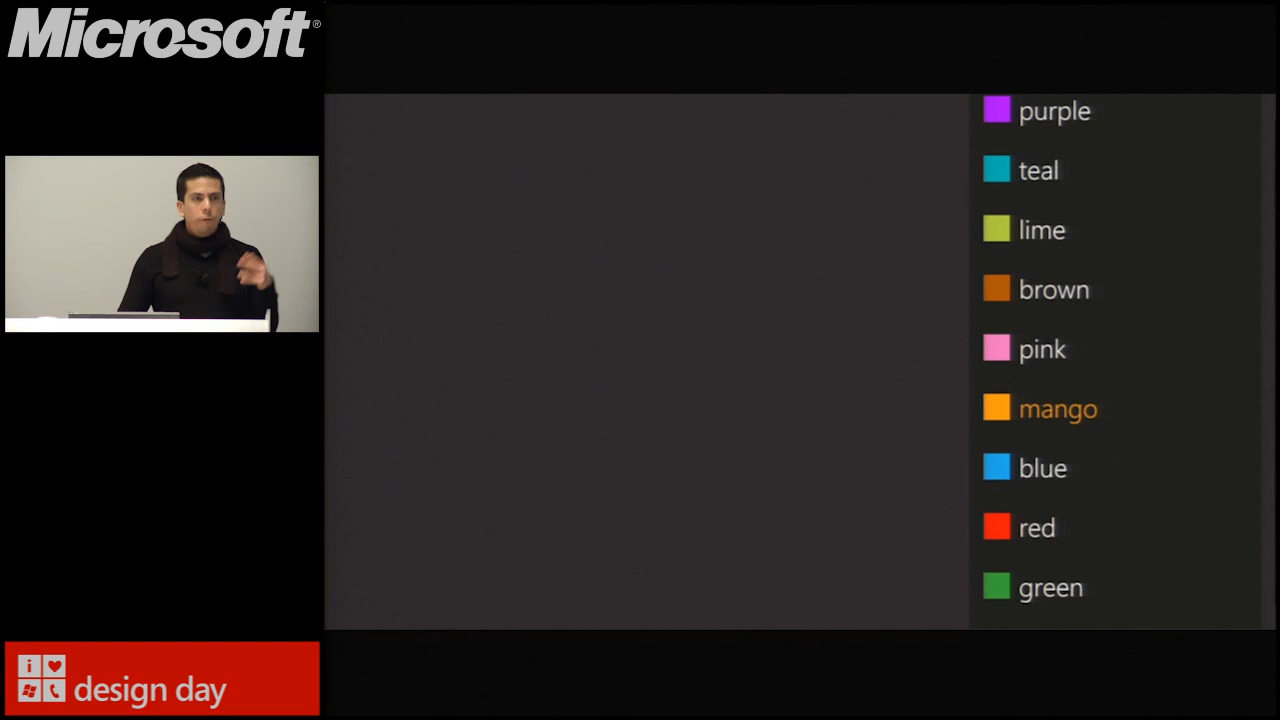 Microsoft®
purple
teal
lime
brown
pink
mango
blue
red
green
i
design day